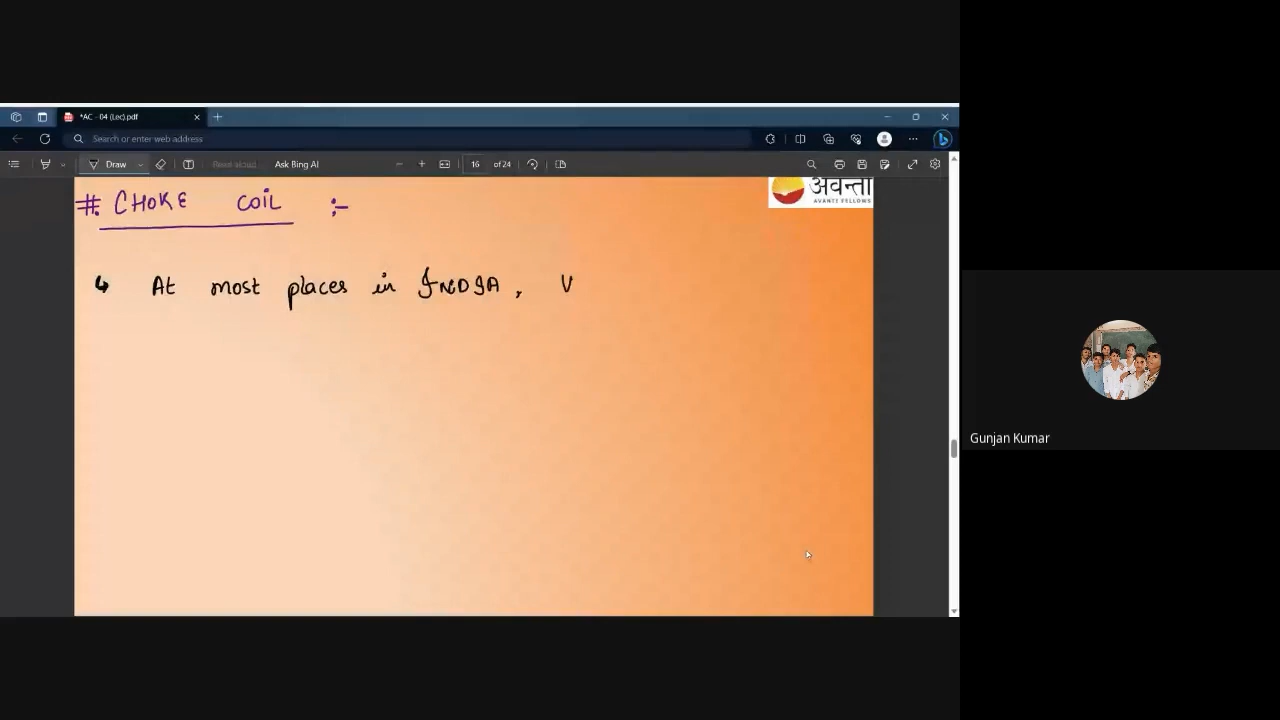 *AC - 04 (Lec).pdf
Search or enter web address
Draw
Read aloud
Ask Bing AI
16 of 24
अवन्ती
AVANTI FELLOWS
# CHOKE COIL :-
↳ At most places in INDIA, V
Gunjan Kumar